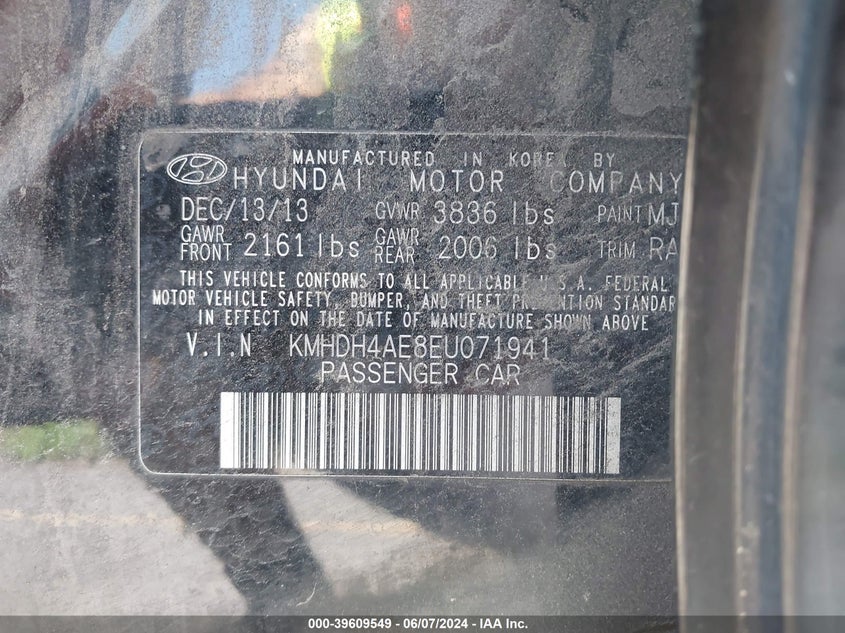 MANUFACTURED IN KOREA BY
HYUNDAI MOTOR COMPANY
DEC/13/13 GVWR 3836 lbs PAINT MJ
GAWR FRONT 2161 lbs GAWR REAR 2006 lbs TRIM RA
THIS VEHICLE CONFORMS TO ALL APPLICABLE U.S.A. FEDERAL
MOTOR VEHICLE SAFETY, BUMPER, AND THEFT PREVENTION STANDAR
IN EFFECT ON THE DATE OF MANUFACTURE SHOWN ABOVE
V.I.N KMHDH4AE8EU071941
PASSENGER CAR
000-39609549 - 06/07/2024 - IAA Inc.